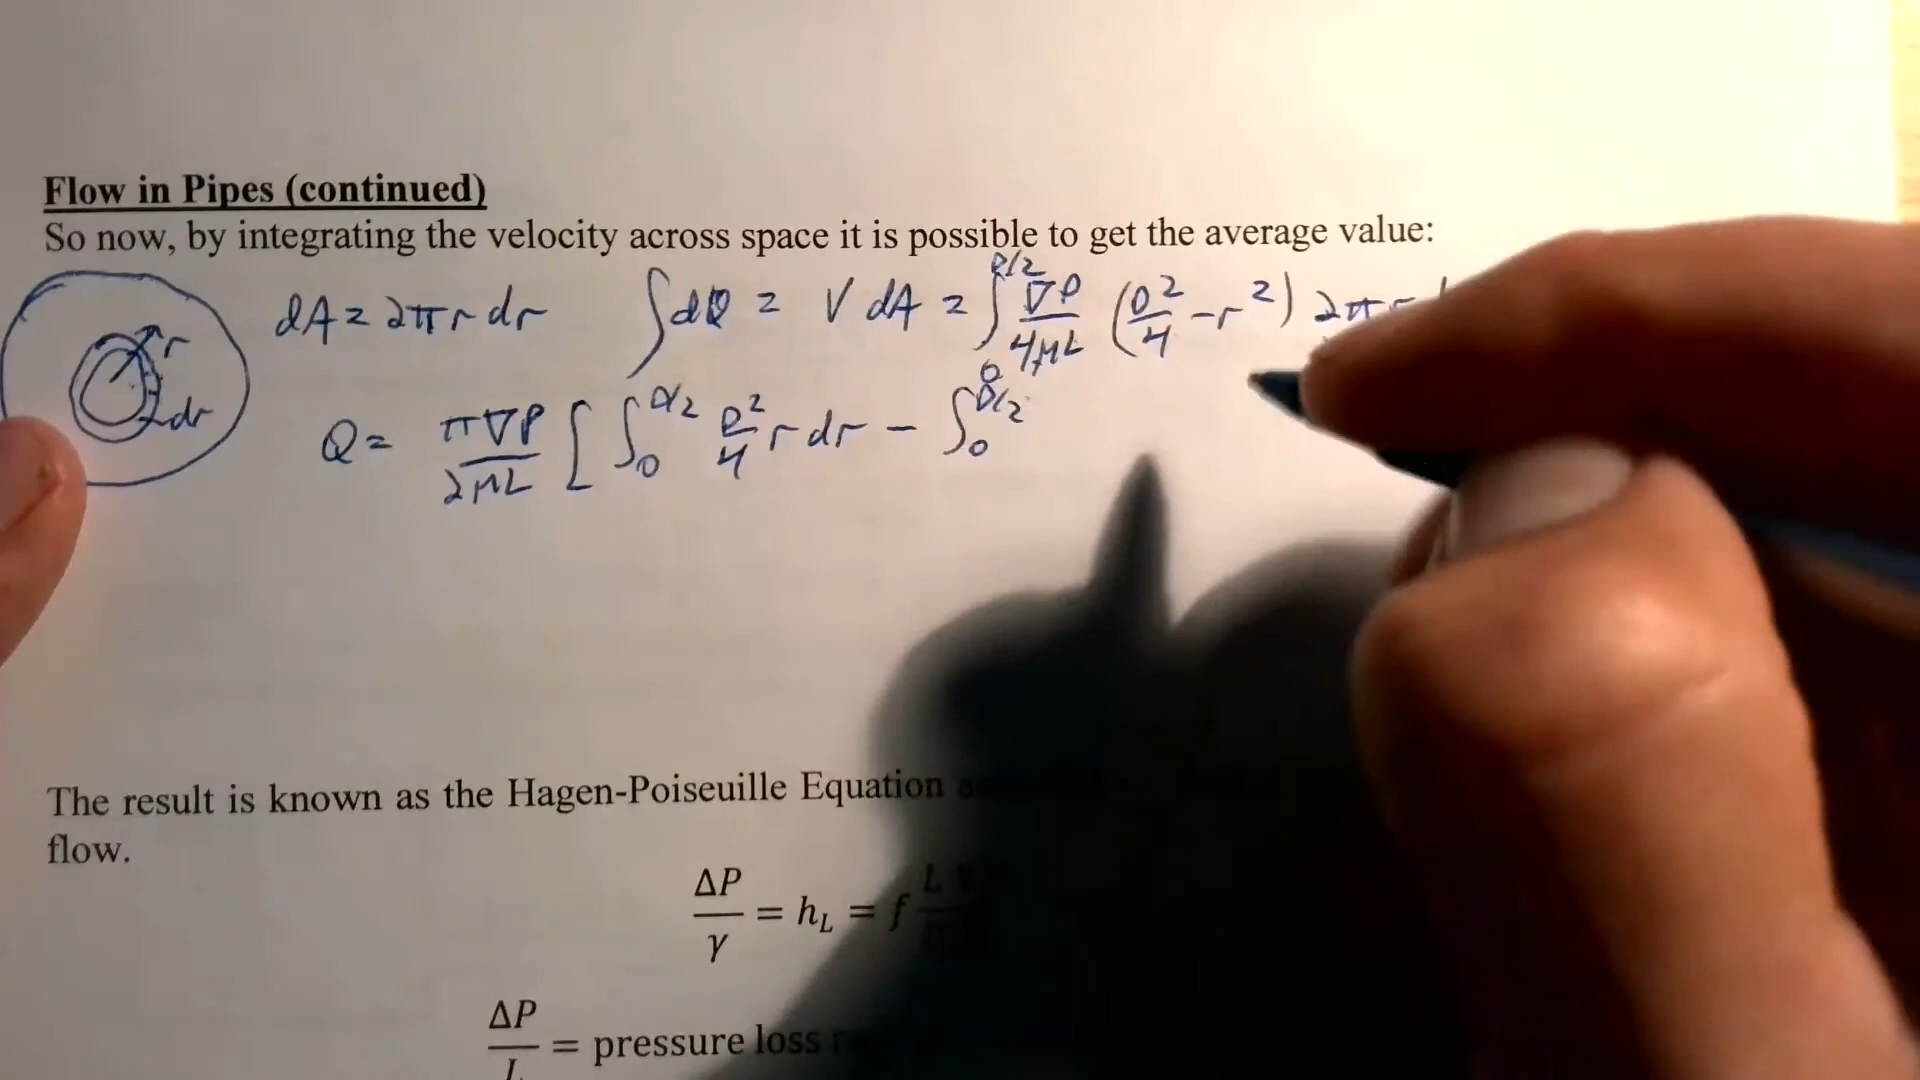 Flow in Pipes (continued)
So now, by integrating the velocity across space it is possible to get the average value:
dA = 2πr dr ∫dQ = V dA = ∫₀^{D/2} ∇P/4μL (D²/4 - r²) 2πr
r
dr
Q = π∇P/2μL [ ∫₀^{D/2} D²/4 r dr - ∫₀^{D/2}
The result is known as the Hagen-Poiseuille Equation
flow.
ΔP/γ = h_L = f L
ΔP/L = pressure loss